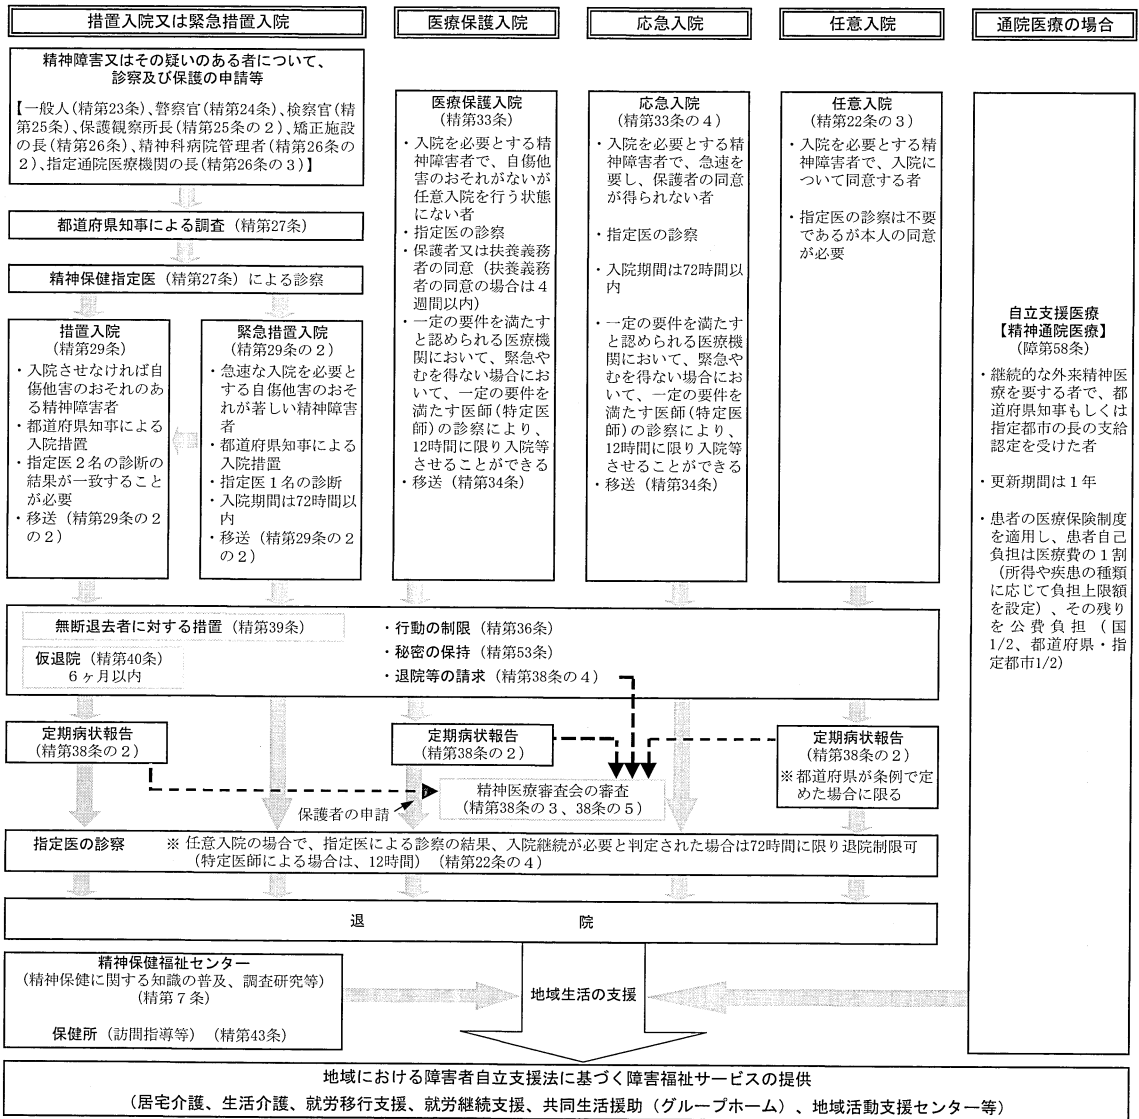 措置入院又は緊急措置入院
医療保護入院
応急入院
任意入院
通院医療の場合
精神障害又はその疑いのある者について、
診察及び保護の申請等
【一般人(精第23条)、警察官(精第24条)、検察官(精
第25条)、保護観察所長(精第25条の2)、矯正施設
の長(精第26条)、精神科病院管理者(精第26条の
2)、指定通院医療機関の長(精第26条の3)】
都道府県知事による調査（精第27条）
精神保健指定医（精第27条）による診察
措置入院
(精第29条)
・入院させなければ自
傷他害のおそれのあ
る精神障害者
・都道府県知事による
入院措置
・指定医2名の診断の
結果が一致すること
が必要
・移送（精第29条の2
の2）
緊急措置入院
(精第29条の2)
・急速な入院を必要と
する自傷他害のおそ
れが著しい精神障害
者
・都道府県知事による
入院措置
・指定医1名の診断
・入院期間は72時間以
内
・移送（精第29条の2
の2）
医療保護入院
(精第33条)
・入院を必要とする精
神障害者で、自傷他
害のおそれがないが
任意入院を行う状態
にない者
・指定医の診察
・保護者又は扶養義務
者の同意（扶養義務
者の同意の場合は4
週間以内)
・一定の要件を満たす
と認められる医療機
関において、緊急や
むを得ない場合にお
いて、一定の要件を
満たす医師(特定医
師)の診察により、
12時間に限り入院等
させることができる
・移送（精第34条）
応急入院
(精第33条の4)
・入院を必要とする精
神障害者で、急速を
要し、保護者の同意
が得られない者
・指定医の診察
・入院期間は72時間以
内
・一定の要件を満たす
と認められる医療機
関において、緊急や
むを得ない場合にお
いて、一定の要件を
満たす医師(特定医
師)の診察により、
12時間に限り入院等
させることができる
・移送（精第34条）
任意入院
(精第22条の3)
・入院を必要とする精
神障害者で、入院に
ついて同意する者
・指定医の診察は不要
であるが本人の同意
が必要
自立支援医療
【精神通院医療】
(障第58条)
・継続的な外来精神医
療を要する者で、都
道府県知事もしくは
指定都市の長の支給
認定を受けた者
・更新期間は1年
・患者の医療保険制度
を適用し、患者自己
負担は医療費の1割
（所得や疾患の種類
に応じて負担上限額
を設定）、その残り
を公費負担（国
1/2、都道府県・指
定都市1/2)
無断退去者に対する措置（精第39条）
仮退院（精第40条）
6ヶ月以内
・行動の制限（精第36条）
・秘密の保持（精第53条）
・退院等の請求（精第38条の4）
定期病状報告
(精第38条の2)
定期病状報告
(精第38条の2)
定期病状報告
(精第38条の2)
※都道府県が条例で定
めた場合に限る
精神医療審査会の審査
(精第38条の3、38条の5)
保護者の申請
指定医の診察 ※ 任意入院の場合で、指定医による診察の結果、入院継続が必要と判定された場合は72時間に限り退院制限可
（特定医師による場合は、12時間）（精第22条の4）
退 院
精神保健福祉センター
(精神保健に関する知識の普及、調査研究等)
(精第7条)
保健所（訪問指導等）（精第43条）
地域生活の支援
地域における障害者自立支援法に基づく障害福祉サービスの提供
（居宅介護、生活介護、就労移行支援、就労継続支援、共同生活援助（グループホーム）、地域活動支援センター等）